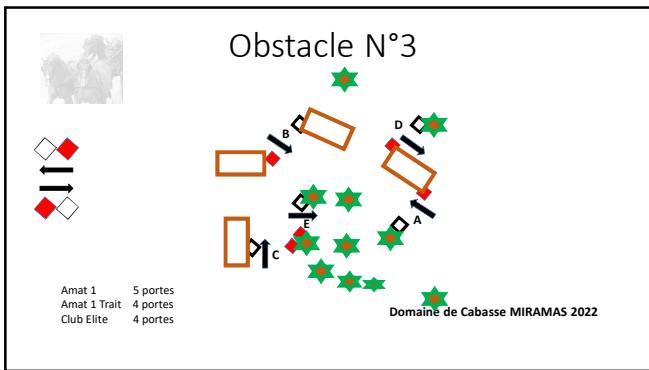 Obstacle N°3
B
D
A
E
C
Amat 1 5 portes
Amat 1 Trait 4 portes
Club Elite 4 portes
Domaine de Cabasse MIRAMAS 2022